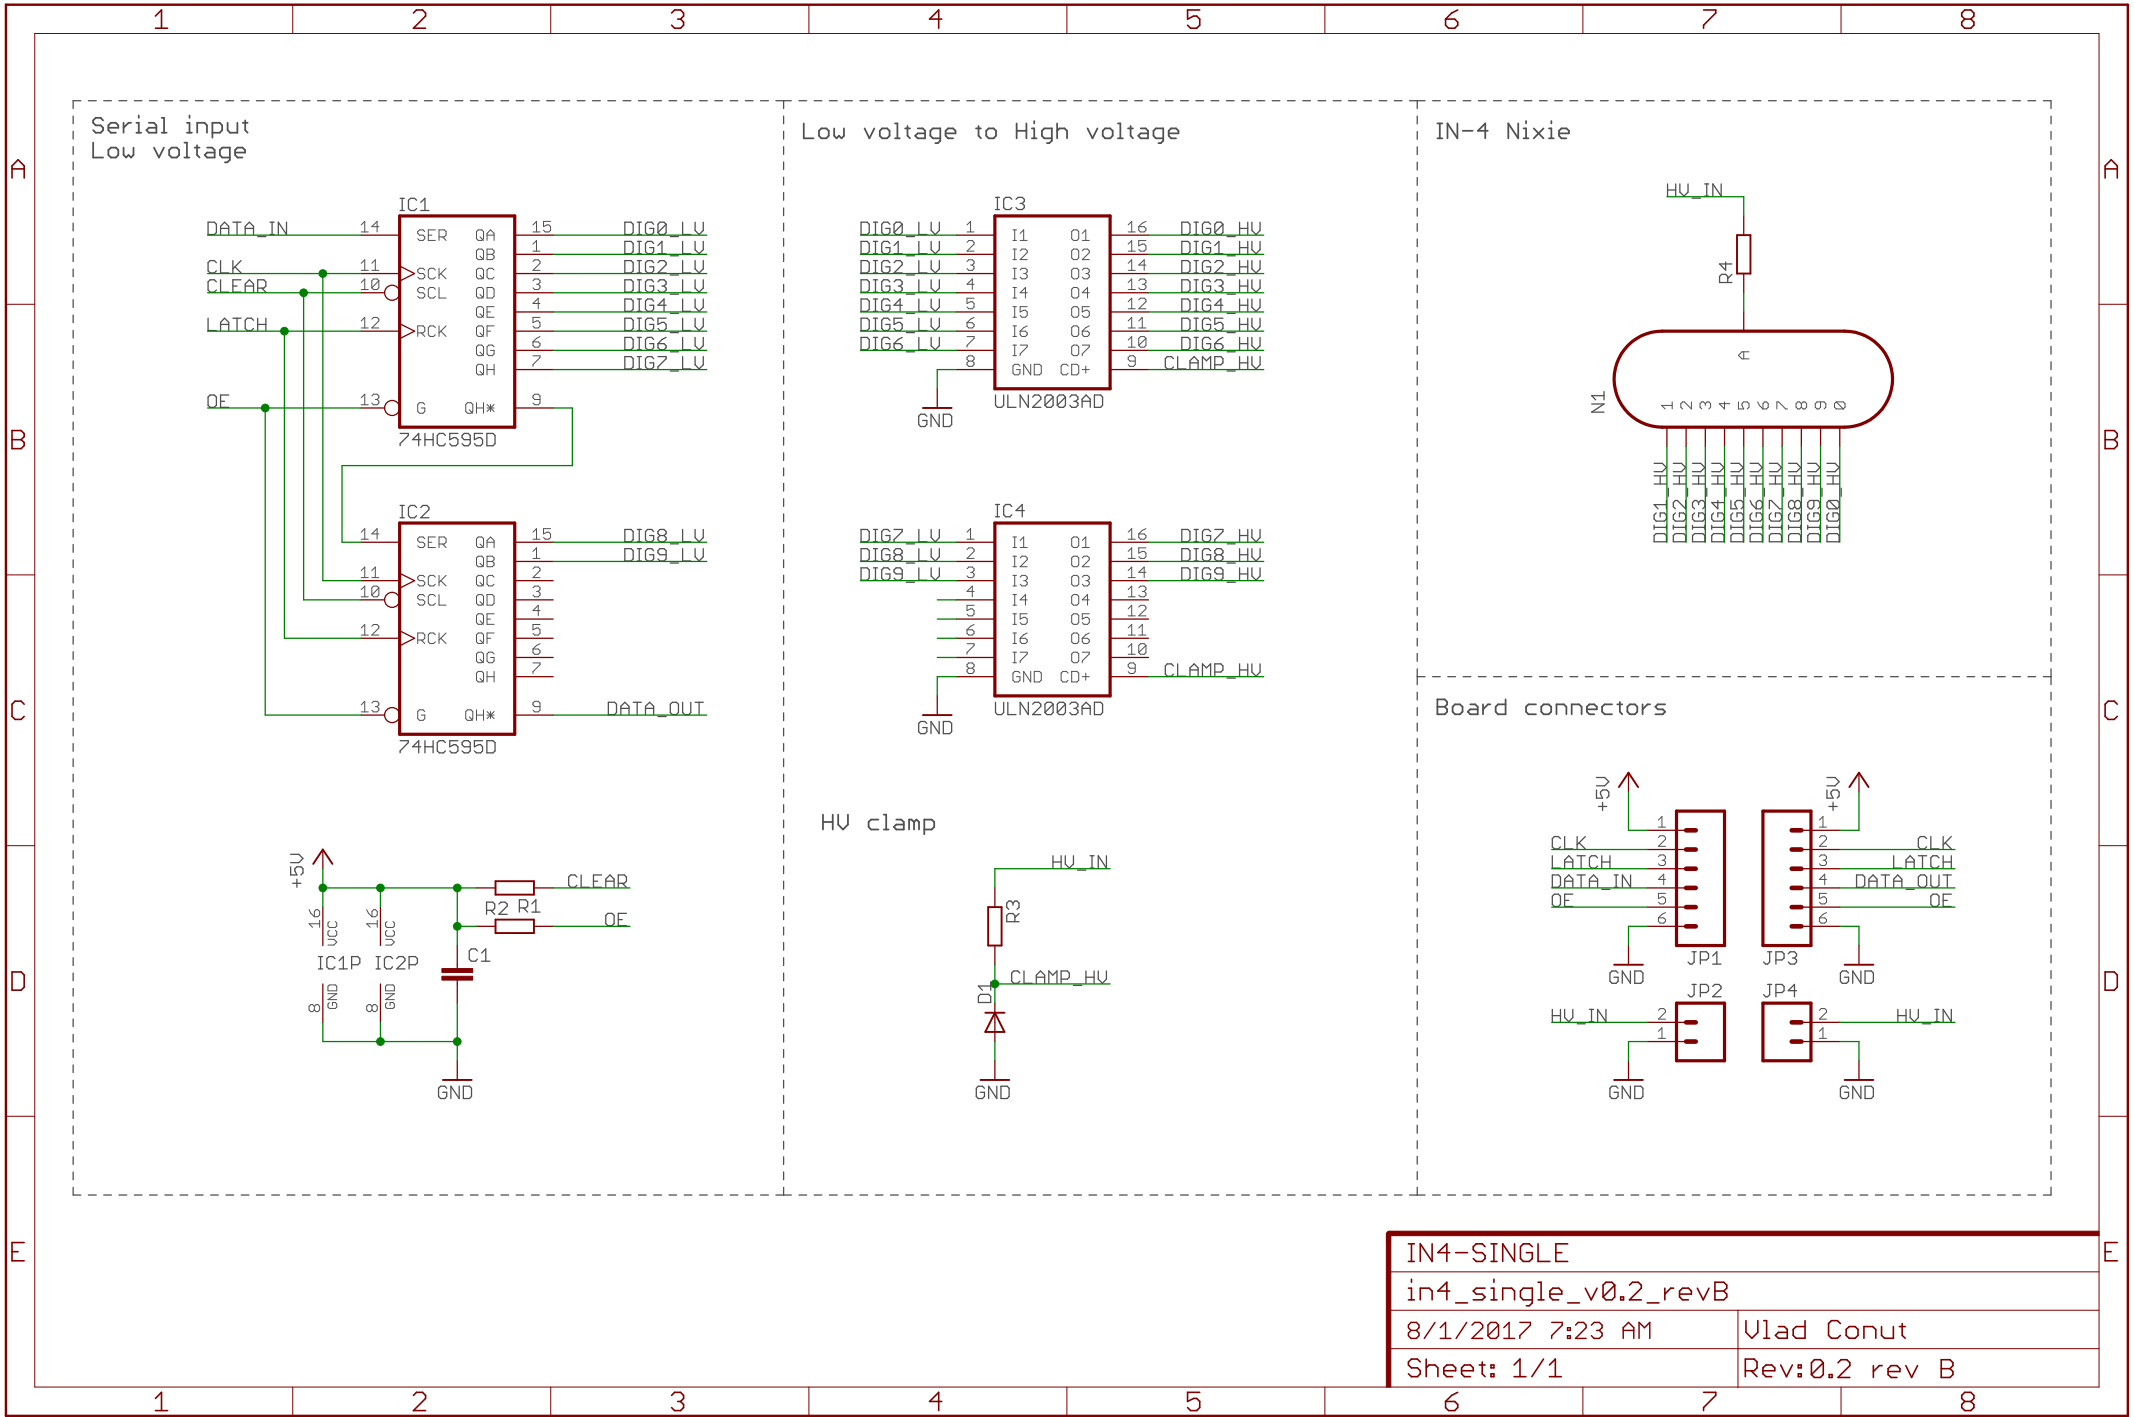 1 2 3 4 5 6 7 8
A A
B B
C C
D D
E E
1 2 3 4 5 6 7 8
Serial input
Low voltage
IC1
DATA_IN 14 SER QA 15 DIG0_LV
QB 1 DIG1_LV
CLK 11 SCK QC 2 DIG2_LV
CLEAR 10 SCL QD 3 DIG3_LV
QE 4 DIG4_LV
LATCH 12 RCK QF 5 DIG5_LV
QG 6 DIG6_LV
QH 7 DIG7_LV
OE 13 G QH* 9
74HC595D
IC2
14 SER QA 15 DIG8_LV
QB 1 DIG9_LV
11 SCK QC 2
10 SCL QD 3
QE 4
12 RCK QF 5
QG 6
QH 7
13 G QH* 9 DATA_OUT
74HC595D
+5V
CLEAR
R2 R1
OE
16 VCC 16 VCC
IC1P IC2P C1
8 GND 8 GND
GND
Low voltage to High voltage
IC3
DIG0_LV 1 I1 O1 16 DIG0_HV
DIG1_LV 2 I2 O2 15 DIG1_HV
DIG2_LV 3 I3 O3 14 DIG2_HV
DIG3_LV 4 I4 O4 13 DIG3_HV
DIG4_LV 5 I5 O5 12 DIG4_HV
DIG5_LV 6 I6 O6 11 DIG5_HV
DIG6_LV 7 I7 O7 10 DIG6_HV
8 GND CD+ 9 CLAMP_HV
ULN2003AD
GND
IC4
DIG7_LV 1 I1 O1 16 DIG7_HV
DIG8_LV 2 I2 O2 15 DIG8_HV
DIG9_LV 3 I3 O3 14 DIG9_HV
4 I4 O4 13
5 I5 O5 12
6 I6 O6 11
7 I7 O7 10
8 GND CD+ 9 CLAMP_HV
ULN2003AD
GND
HV clamp
HV_IN
R3
CLAMP_HV
D1
GND
IN-4 Nixie
HV_IN
R4
A
N1
1 2 3 4 5 6 7 8 9 0
DIG1_HV
DIG2_HV
DIG3_HV
DIG4_HV
DIG5_HV
DIG6_HV
DIG7_HV
DIG8_HV
DIG9_HV
DIG0_HV
Board connectors
+5V +5V
1 1
CLK 2 2 CLK
LATCH 3 3 LATCH
DATA_IN 4 4 DATA_OUT
OE 5 5 OE
6 6
JP1 JP3
GND GND
JP2 JP4
HV_IN 2 2 HV_IN
1 1
GND GND
IN4-SINGLE
in4_single_v0.2_revB
8/1/2017 7:23 AM Vlad Conut
Sheet: 1/1 Rev:0.2 rev B